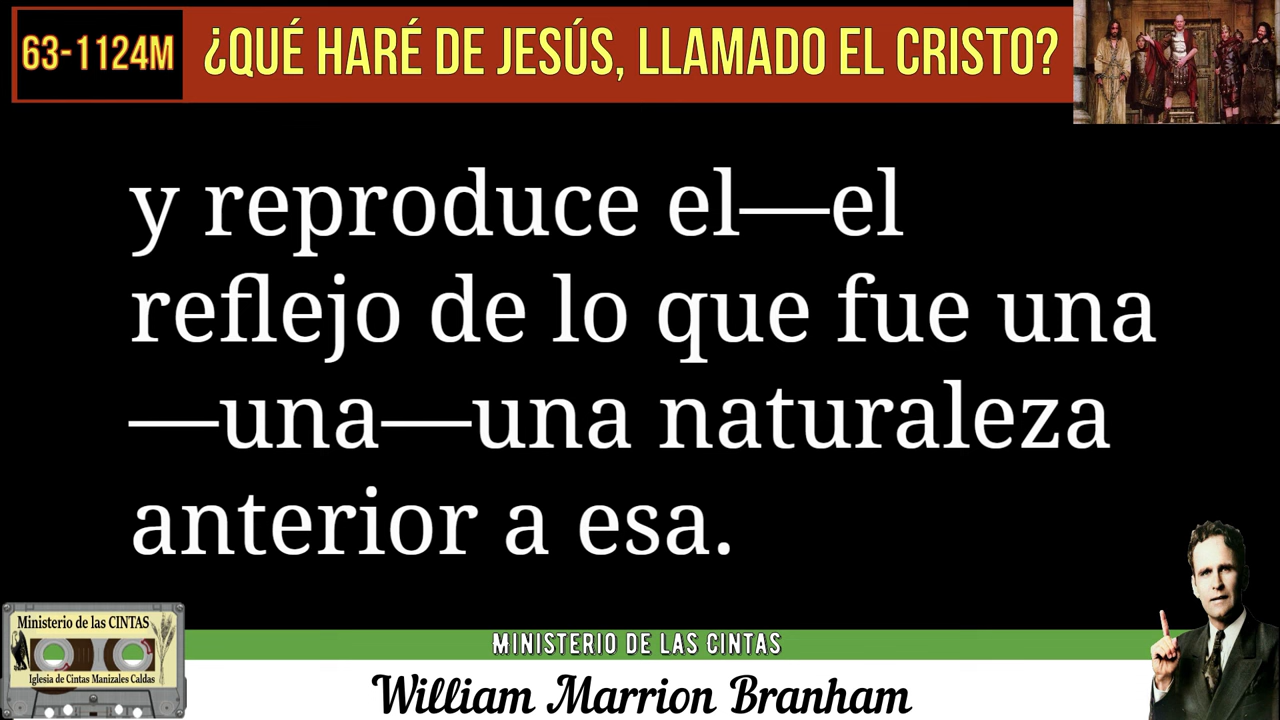 63-1124M
¿QUÉ HARÉ DE JESÚS, LLAMADO EL CRISTO?
y reproduce el—el
reflejo de lo que fue una
—una—una naturaleza
anterior a esa.
Ministerio de las CINTAS
Iglesia de Cintas Manizales Caldas
MINISTERIO DE LAS CINTAS
William Marrion Branham